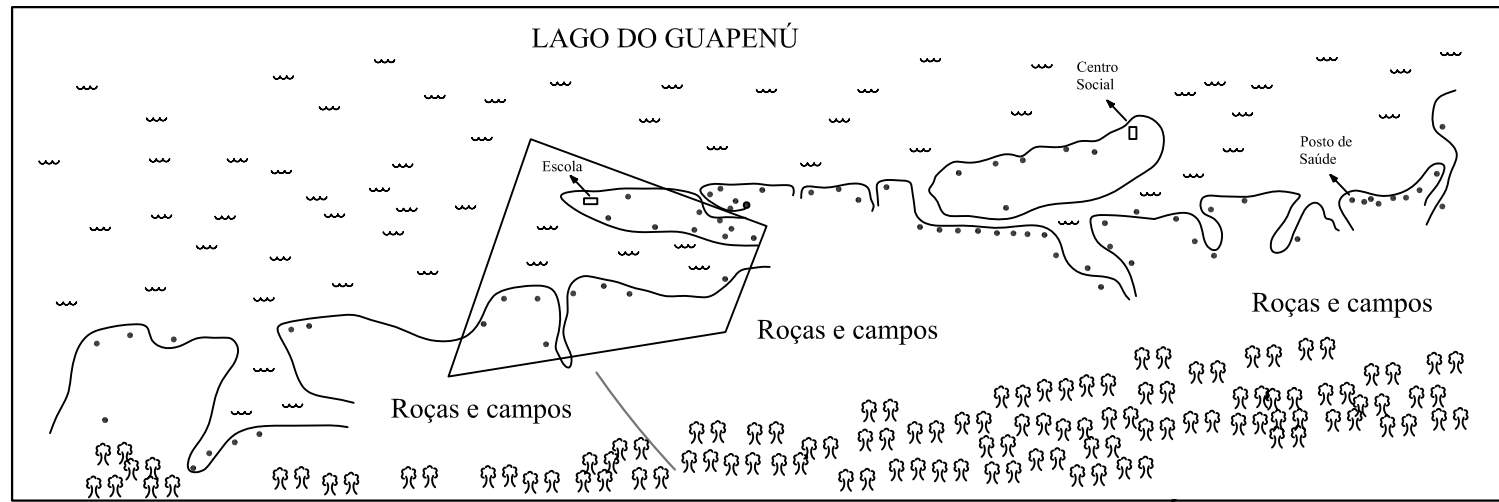 LAGO DO GUAPENÚ
Centro
Social
Escola
Posto de
Saúde
Roças e campos
Roças e campos
Roças e campos